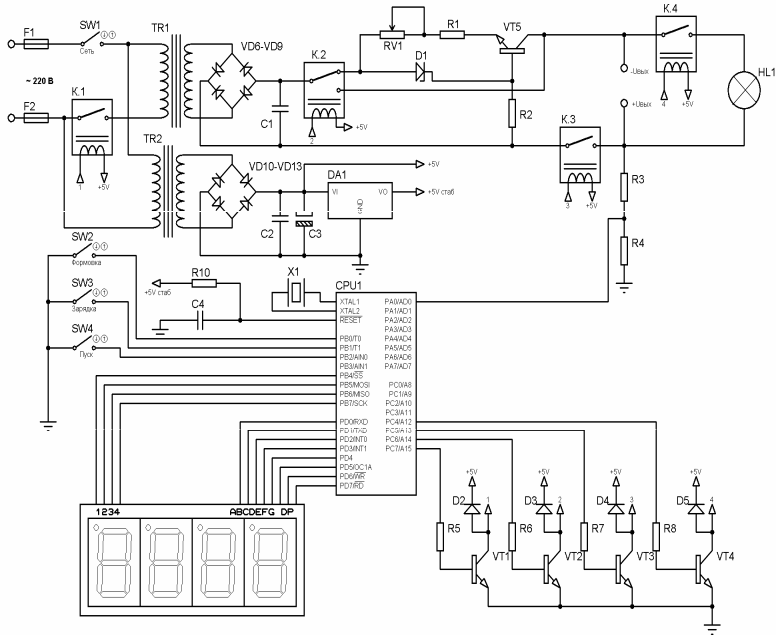 F1
SW1
Сеть
TR1
VD6-VD9
K.2
RV1
R1
VT5
K.4
D1
-Uвых
HL1
~ 220 В
F2
K.1
C1
+5V
2
R2
K.3
+Uвых
4
+5V
TR2
VD10-VD13
+5V
1
+5V
DA1
VI
VO
GND
+5V стаб
3
+5V
R3
C2
C3
R4
SW2
Формовка
SW3
Зарядка
SW4
Пуск
R10
+5V стаб
C4
X1
CPU1
XTAL1
XTAL2
RESET
PB0/T0
PB1/T1
PB2/AIN0
PB3/AIN1
PB4/SS
PB5/MOSI
PB6/MISO
PB7/SCK
PD0/RXD
PD1/TXD
PD2/INT0
PD3/INT1
PD4
PD5/OC1A
PD6/WR
PD7/RD
PA0/AD0
PA1/AD1
PA2/AD2
PA3/AD3
PA4/AD4
PA5/AD5
PA6/AD6
PA7/AD7
PC0/A8
PC1/A9
PC2/A10
PC3/A11
PC4/A12
PC5/A13
PC6/A14
PC7/A15
1234
ABCDEFG DP
+5V
D2
1
R5
VT1
+5V
D3
2
R6
VT2
+5V
D4
3
R7
VT3
+5V
D5
4
R8
VT4